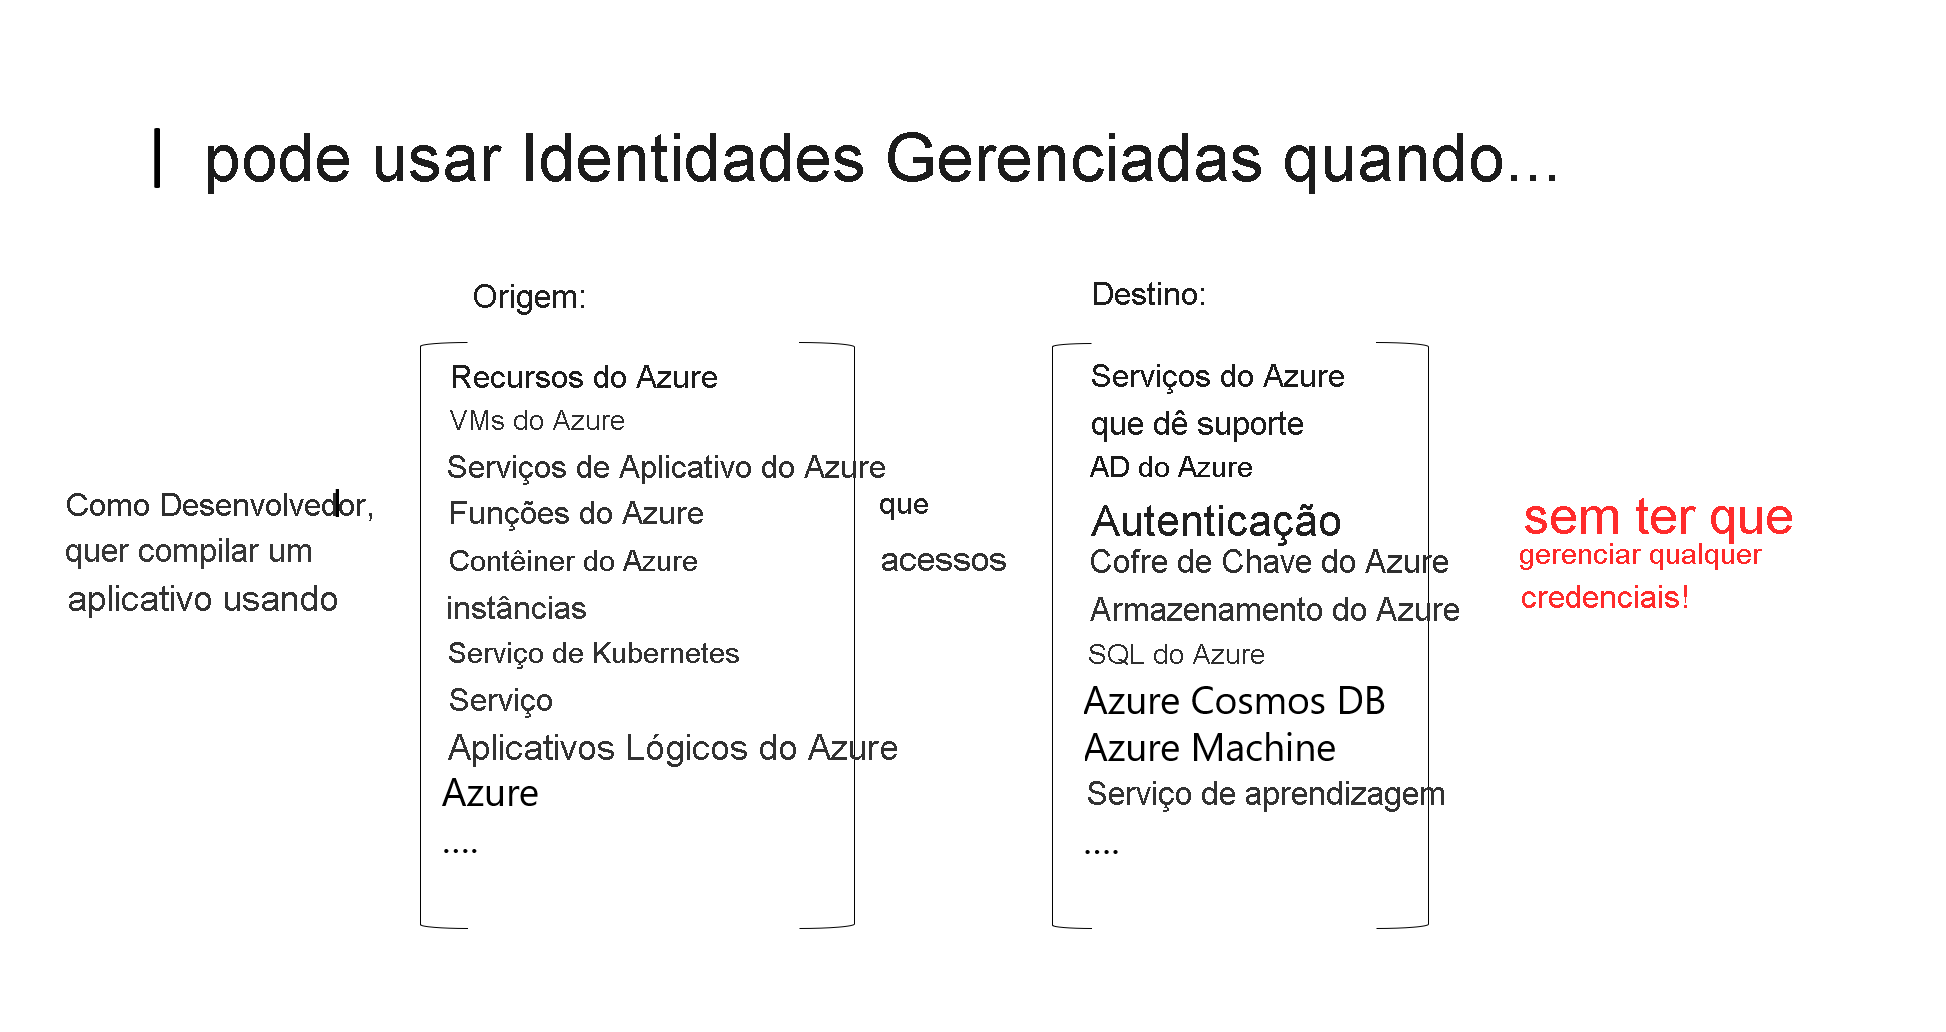 I pode usar Identidades Gerenciadas quando...
Como Desenvolvedor, I
quer compilar um
aplicativo usando
Origem:
Recursos do Azure
VMs do Azure
Serviços de Aplicativo do Azure
Funções do Azure
Contêiner do Azure
instâncias
Serviço de Kubernetes
Serviço
Aplicativos Lógicos do Azure
Azure
....
que
acessos
Destino:
Serviços do Azure
que dê suporte
AD do Azure
Autenticação
Cofre de Chave do Azure
Armazenamento do Azure
SQL do Azure
Azure Cosmos DB
Azure Machine
Serviço de aprendizagem
....
sem ter que
gerenciar qualquer
credenciais!